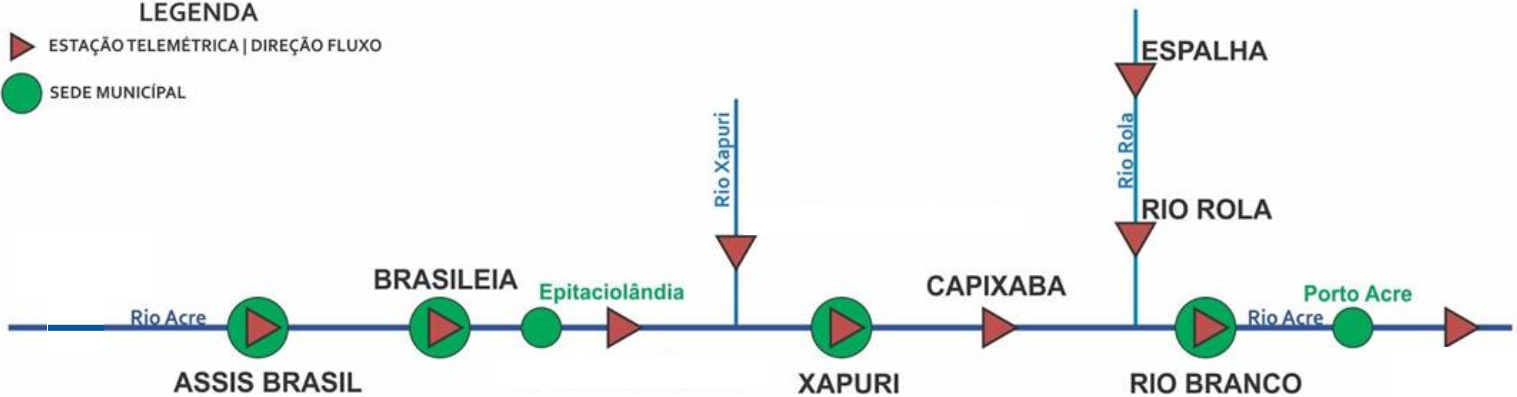 LEGENDA
ESTAÇÃO TELEMÉTRICA | DIREÇÃO FLUXO
SEDE MUNICÍPAL
ESPALHA
Rio Xapuri
Rio Rola
RIO ROLA
BRASILEIA
Epitaciolândia
CAPIXABA
Porto Acre
Rio Acre
Rio Acre
ASSIS BRASIL
XAPURI
RIO BRANCO